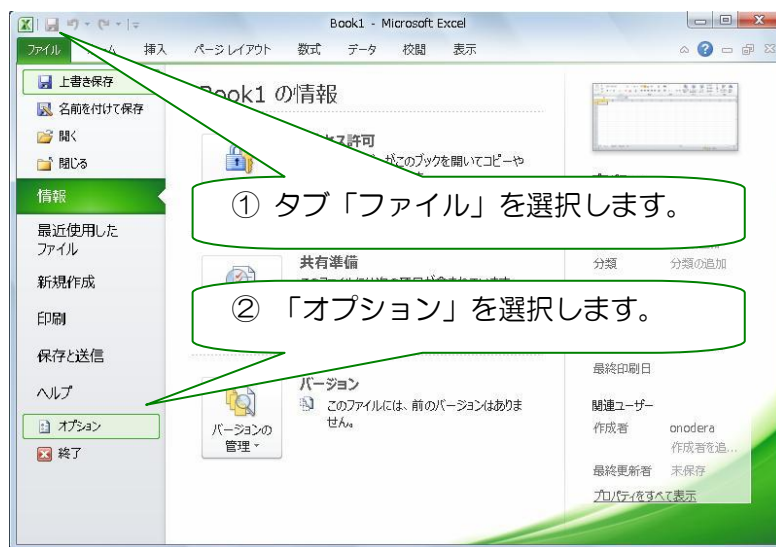 Book1 - Microsoft Excel
ファイル
挿入 ページレイアウト 数式 データ 校閲 表示
上書き保存
名前を付けて保存
開く
閉じる
情報
最近使用した
ファイル
新規作成
印刷
保存と送信
ヘルプ
オプション
終了
Book1 の情報
許可
がこのブックを開いてコピーや
① タブ「ファイル」を選択します。
共有準備
② 「オプション」を選択します。
バージョンの
管理
バージョン
このファイルには、前のバージョンはありま
せん。
分類 分類の追加
最終印刷日
関連ユーザー
作成者 onodera
作成者を追...
最終更新者 未保存
プロパティをすべて表示